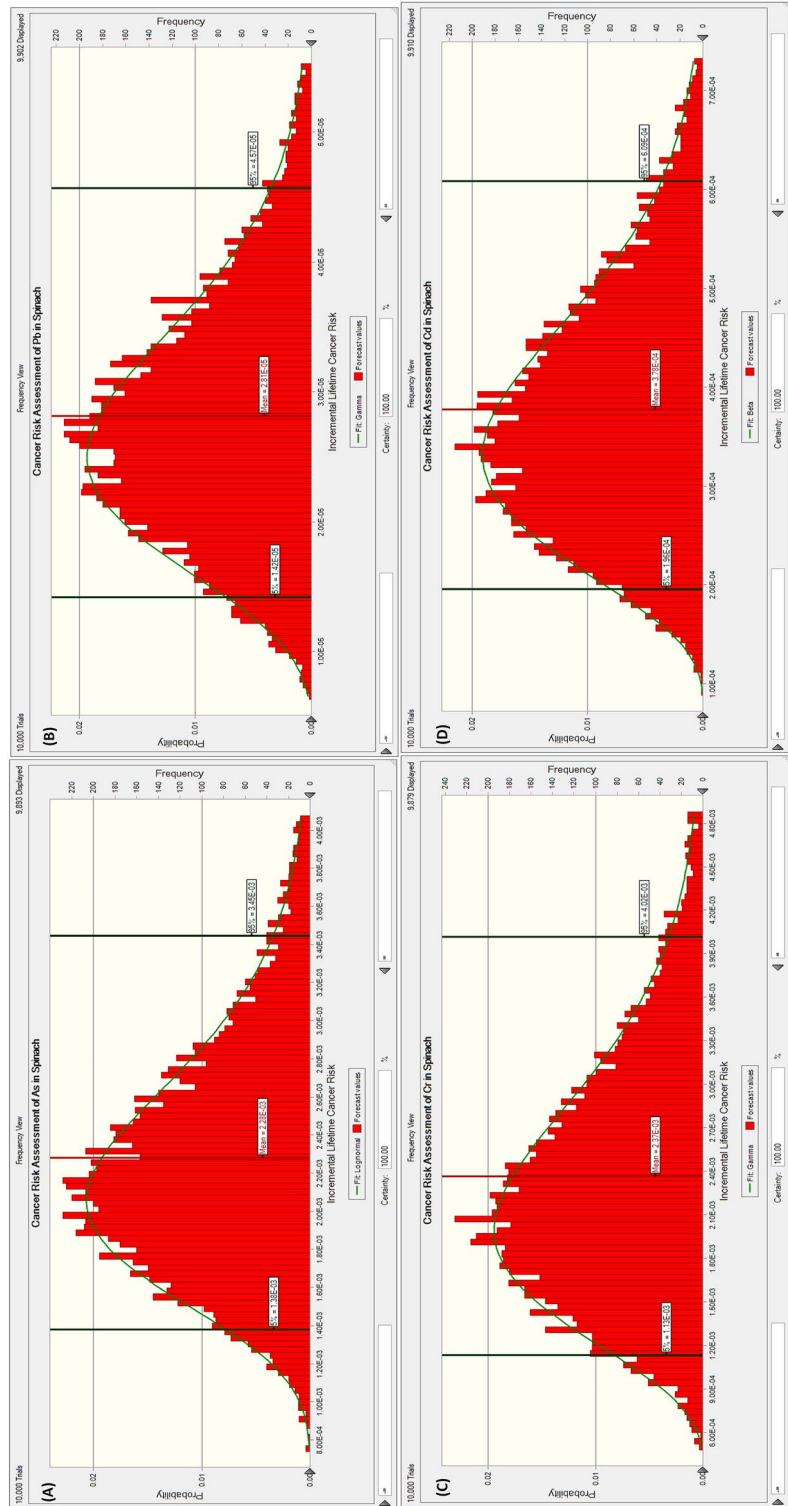 (A)
10,000 Trials
Frequency View
9,893 Displayed
Cancer Risk Assessment of As in Spinach
0.02
0.01
0.00
Probability
220
200
180
160
140
120
100
80
60
40
20
0
Frequency
5% = 1.38E-03
Mean = 2.28E-03
95% = 3.45E-03
8.00E-04 1.00E-03 1.20E-03 1.40E-03 1.60E-03 1.80E-03 2.00E-03 2.20E-03 2.40E-03 2.60E-03 2.80E-03 3.00E-03 3.20E-03 3.40E-03 3.60E-03 3.80E-03 4.00E-03
Incremental Lifetime Cancer Risk
Fit: Lognormal Forecast values
-∞ Certainty: 100.00 % ∞
(B)
10,000 Trials
Frequency View
9,902 Displayed
Cancer Risk Assessment of Pb in Spinach
0.02
0.01
0.00
Probability
220
200
180
160
140
120
100
80
60
40
20
0
Frequency
5% = 1.42E-05
Mean = 2.81E-05
95% = 4.57E-05
1.00E-05 2.00E-05 3.00E-05 4.00E-05 5.00E-05 6.00E-05
Incremental Lifetime Cancer Risk
Fit: Gamma Forecast values
-∞ Certainty: 100.00 % ∞
(C)
10,000 Trials
Frequency View
9,879 Displayed
Cancer Risk Assessment of Cr in Spinach
0.02
0.01
0.00
Probability
240
220
200
180
160
140
120
100
80
60
40
20
0
Frequency
5% = 1.13E-03
Mean = 2.37E-03
95% = 4.02E-03
6.00E-04 9.00E-04 1.20E-03 1.50E-03 1.80E-03 2.10E-03 2.40E-03 2.70E-03 3.00E-03 3.30E-03 3.60E-03 3.90E-03 4.20E-03 4.50E-03 4.80E-03
Incremental Lifetime Cancer Risk
Fit: Gamma Forecast values
-∞ Certainty: 100.00 % ∞
(D)
10,000 Trials
Frequency View
9,910 Displayed
Cancer Risk Assessment of Cd in Spinach
0.02
0.01
0.00
Probability
220
200
180
160
140
120
100
80
60
40
20
0
Frequency
5% = 1.96E-04
Mean = 3.78E-04
95% = 6.09E-04
1.00E-04 2.00E-04 3.00E-04 4.00E-04 5.00E-04 6.00E-04 7.00E-04
Incremental Lifetime Cancer Risk
Fit: Beta Forecast values
-∞ Certainty: 100.00 % ∞